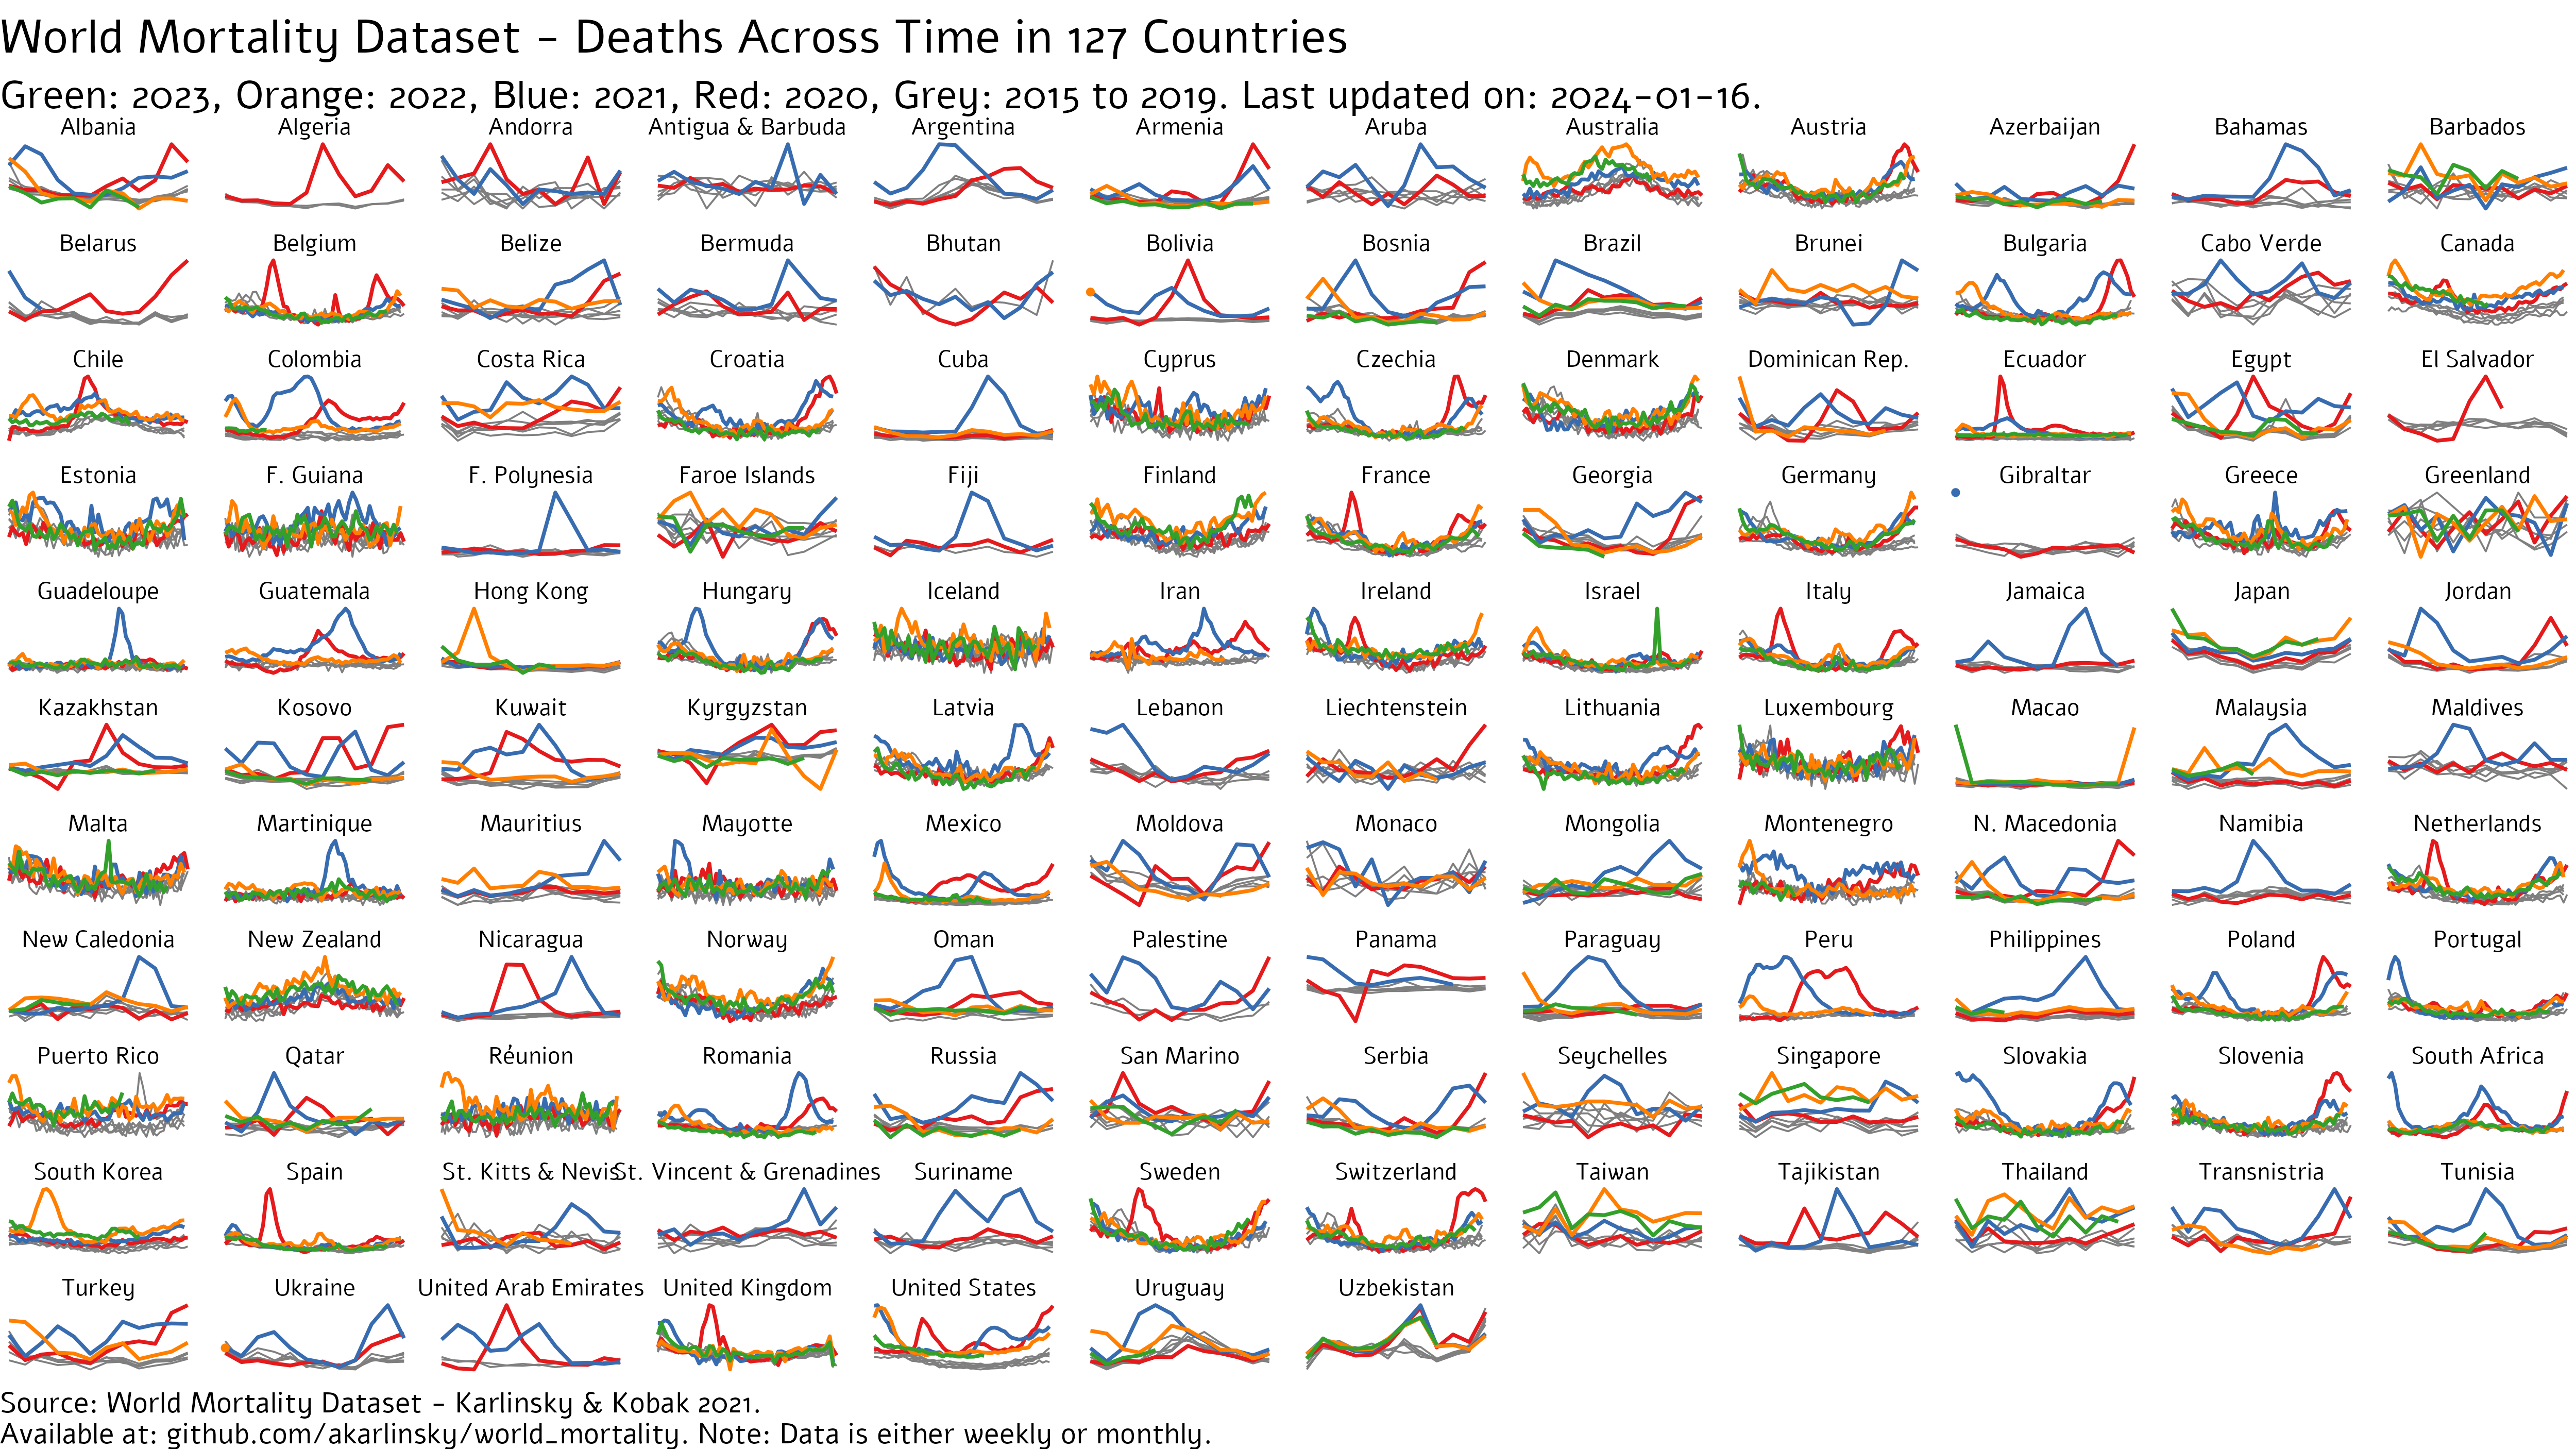 World Mortality Dataset - Deaths Across Time in 127 Countries
Green: 2023, Orange: 2022, Blue: 2021, Red: 2020, Grey: 2015 to 2019. Last updated on: 2024-01-16.
Albania Algeria Andorra Antigua & Barbuda Argentina Armenia Aruba Australia Austria Azerbaijan Bahamas Barbados
Belarus Belgium Belize Bermuda Bhutan Bolivia Bosnia Brazil Brunei Bulgaria Cabo Verde Canada
Chile Colombia Costa Rica Croatia Cuba Cyprus Czechia Denmark Dominican Rep. Ecuador Egypt El Salvador
Estonia F. Guiana F. Polynesia Faroe Islands Fiji Finland France Georgia Germany Gibraltar Greece Greenland
Guadeloupe Guatemala Hong Kong Hungary Iceland Iran Ireland Israel Italy Jamaica Japan Jordan
Kazakhstan Kosovo Kuwait Kyrgyzstan Latvia Lebanon Liechtenstein Lithuania Luxembourg Macao Malaysia Maldives
Malta Martinique Mauritius Mayotte Mexico Moldova Monaco Mongolia Montenegro N. Macedonia Namibia Netherlands
New Caledonia New Zealand Nicaragua Norway Oman Palestine Panama Paraguay Peru Philippines Poland Portugal
Puerto Rico Qatar Réunion Romania Russia San Marino Serbia Seychelles Singapore Slovakia Slovenia South Africa
South Korea Spain St. Kitts & Nevis St. Vincent & Grenadines Suriname Sweden Switzerland Taiwan Tajikistan Thailand Transnistria Tunisia
Turkey Ukraine United Arab Emirates United Kingdom United States Uruguay Uzbekistan
Source: World Mortality Dataset - Karlinsky & Kobak 2021.
Available at: github.com/akarlinsky/world_mortality. Note: Data is either weekly or monthly.